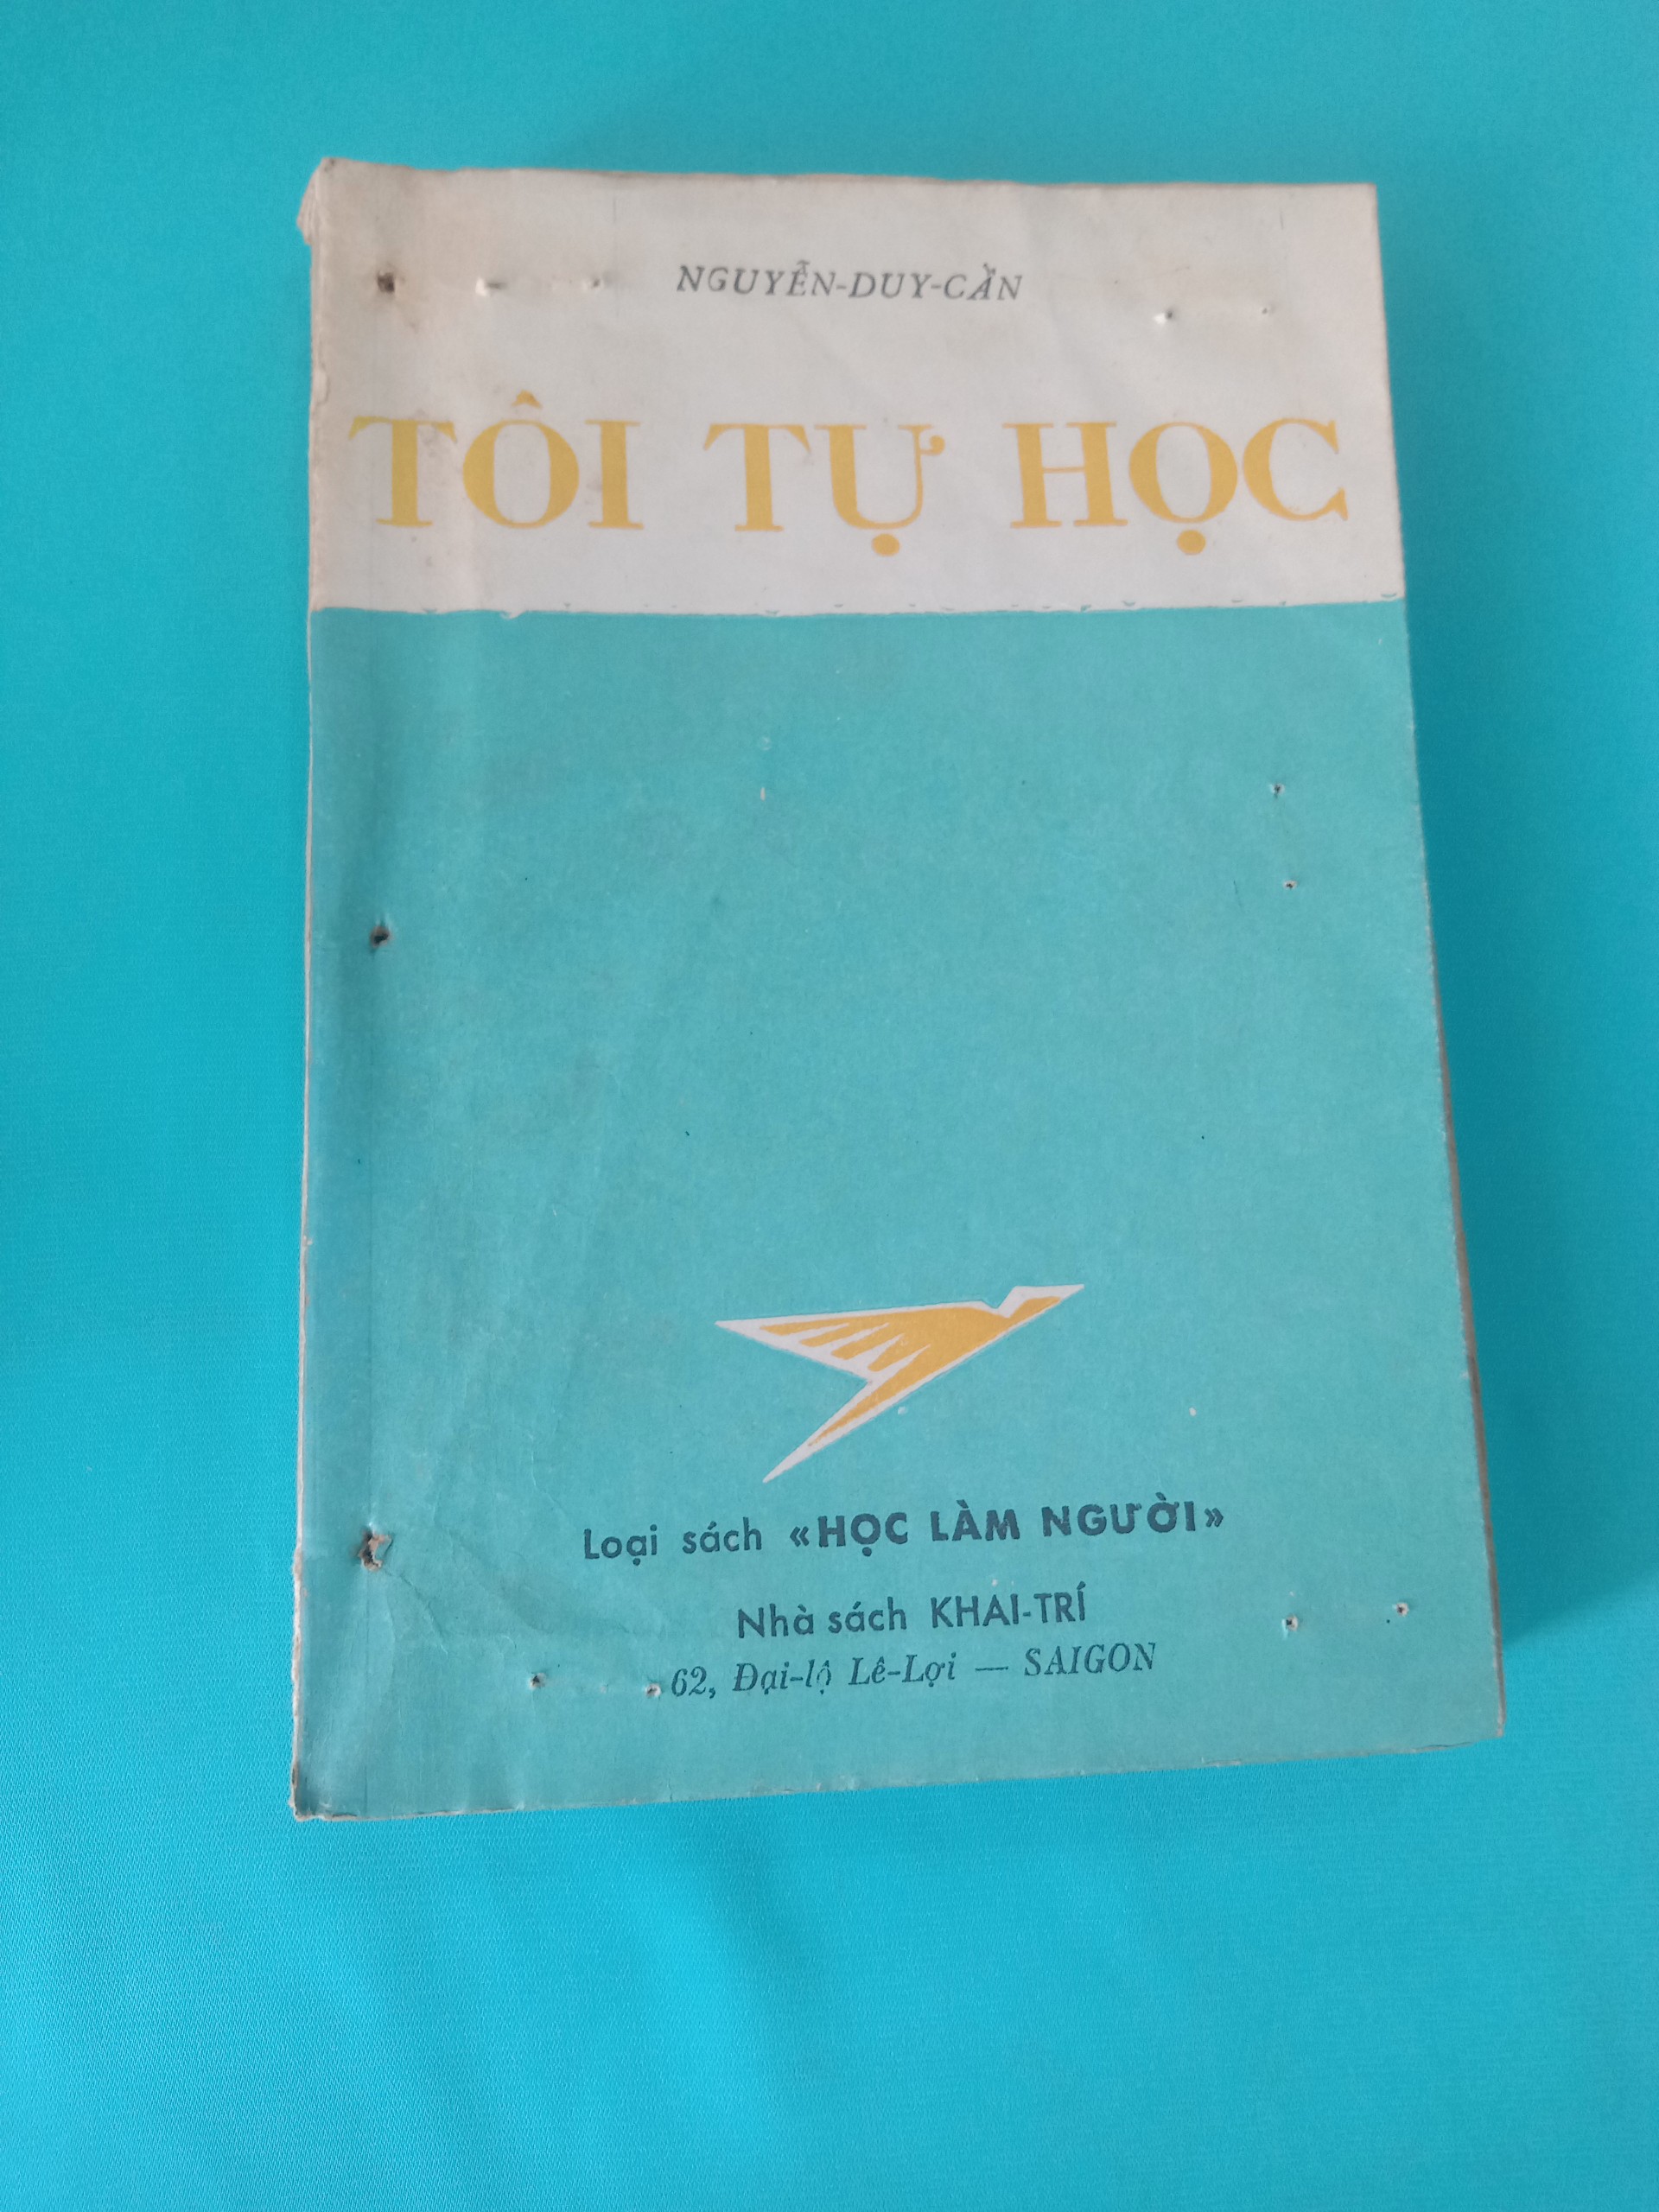 NGUYỄN-DUY-CẦN
TÔI TỰ HỌC
Loại sách «HỌC LÀM NGƯỜI»
Nhà sách KHAI-TRÍ
62, Đại-lộ Lê-Lợi — SAIGON